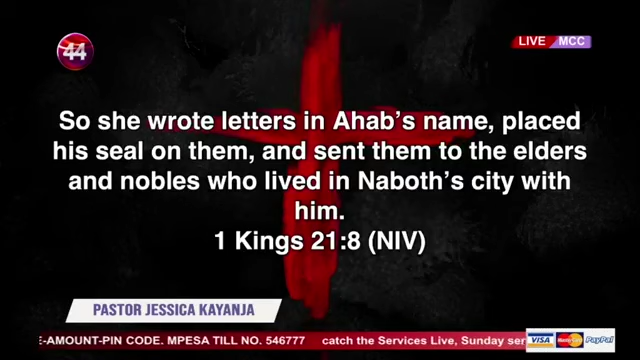 44
LIVE MCC
So she wrote letters in Ahab's name, placed
his seal on them, and sent them to the elders
and nobles who lived in Naboth's city with
him.
1 Kings 21:8 (NIV)
PASTOR JESSICA KAYANJA
E-AMOUNT-PIN CODE. MPESA TILL NO. 546777 catch the Services Live, Sunday ser
VISA MasterCard PayPal